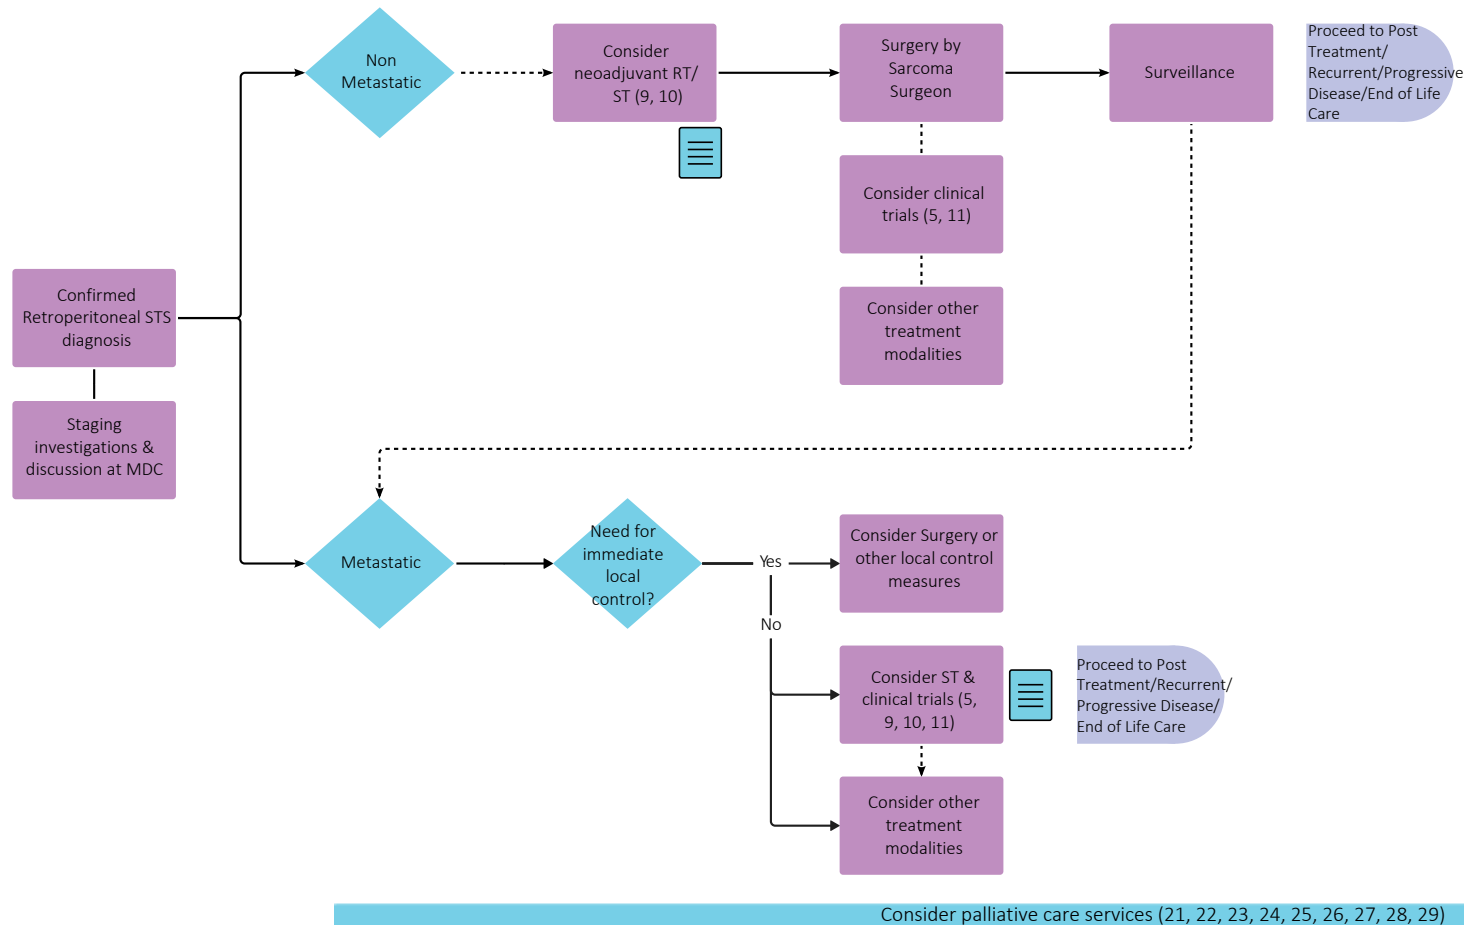 Non
Metastatic
Consider
neoadjuvant RT/
ST (9, 10)
Surgery by
Sarcoma
Surgeon
Surveillance
Proceed to Post
Treatment/
Recurrent/Progressive
Disease/End of Life
Care
Consider clinical
trials (5, 11)
Consider other
treatment
modalities
Confirmed
Retroperitoneal STS
diagnosis
Staging
investigations &
discussion at MDC
Metastatic
Need for
immediate
local
control?
Yes
No
Consider Surgery or
other local control
measures
Consider ST &
clinical trials (5,
9, 10, 11)
Proceed to Post
Treatment/Recurrent/
Progressive Disease/
End of Life Care
Consider other
treatment
modalities
Consider palliative care services (21, 22, 23, 24, 25, 26, 27, 28, 29)